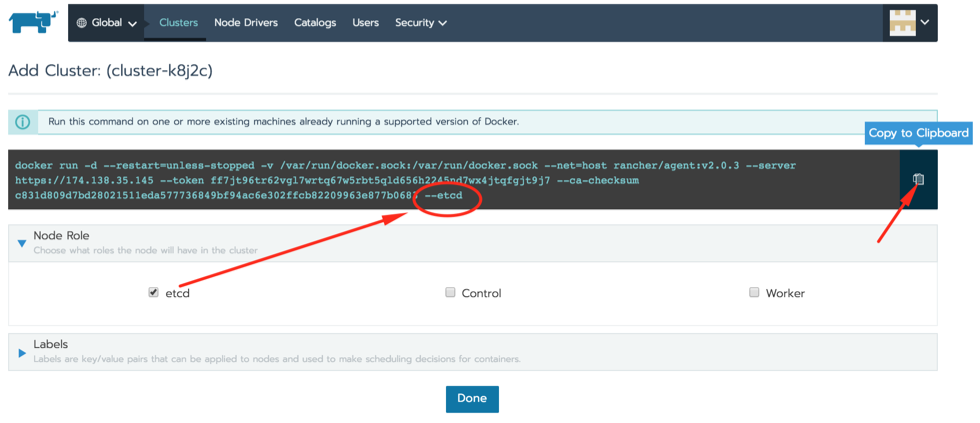 Global Clusters Node Drivers Catalogs Users Security
Add Cluster: (cluster-k8j2c)
Run this command on one or more existing machines already running a supported version of Docker.
Copy to Clipboard
docker run -d --restart=unless-stopped -v /var/run/docker.sock:/var/run/docker.sock --net=host rancher/agent:v2.0.3 --server
https://174.138.35.145 --token --ca-checksum
--etcd
Node Role
Choose what roles the node will have in the cluster
etcd Control Worker
Labels
Labels are key/value pairs that can be applied to nodes and used to make scheduling decisions for containers.
Done